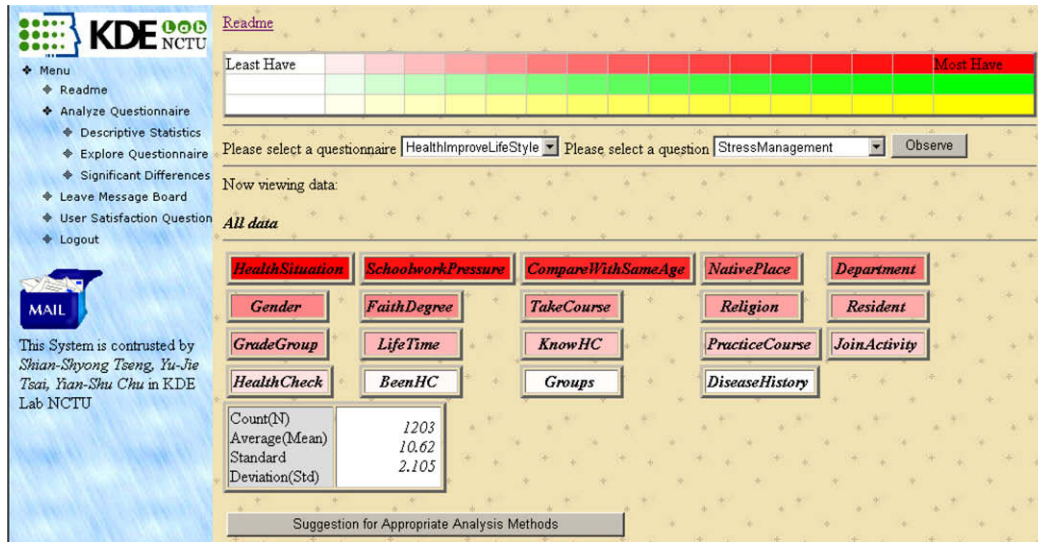 KDE Lab
NCTU
Menu
Readme
Analyze Questionnaire
Descriptive Statistics
Explore Questionnaire
Significant Differences
Leave Message Board
User Satisfaction Question
Logout
MAIL
This System is contrusted by
Shian-Shyong Tseng, Yu-Jie
Tsai, Yian-Shu Chu in KDE
Lab NCTU
Readme
Least Have Most Have
Please select a questionnaire HealthImproveLifeStyle Please select a question StressManagement Observe
Now viewing data:
All data
HealthSituation SchoolworkPressure CompareWithSameAge NativePlace Department
Gender FaithDegree TakeCourse Religion Resident
GradeGroup LifeTime KnowHC PracticeCourse JoinActivity
HealthCheck BeenHC Groups DiseaseHistory
Count(N) 1203
Average(Mean) 10.62
Standard 2.105
Deviation(Std)
Suggestion for Appropriate Analysis Methods